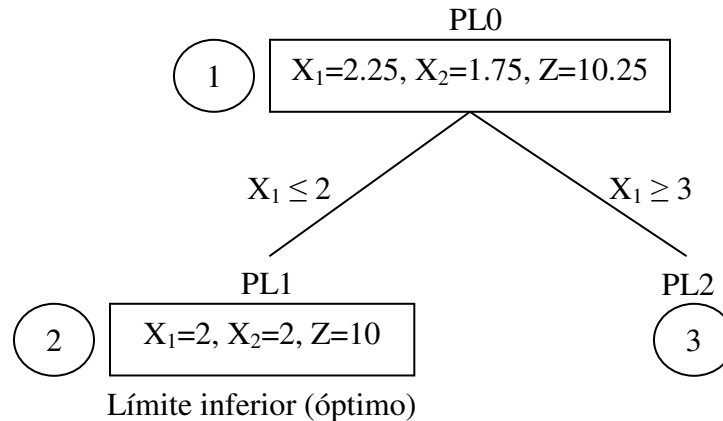 PL0
1
X₁=2.25, X₂=1.75, Z=10.25
X₁ ≤ 2
X₁ ≥ 3
PL1
PL2
2
X₁=2, X₂=2, Z=10
3
Límite inferior (óptimo)